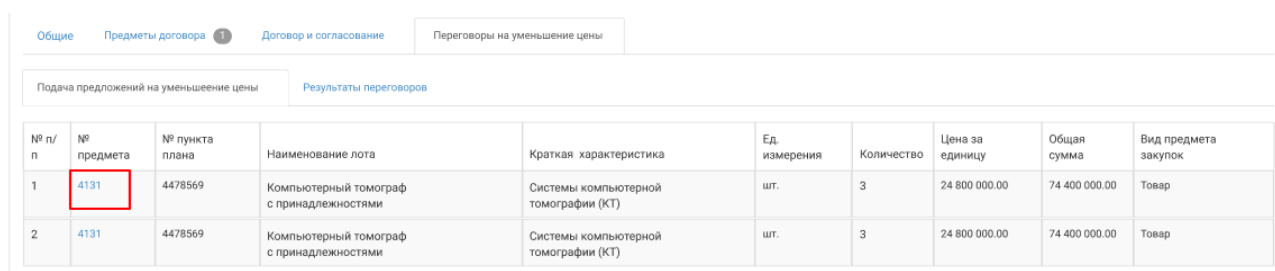 Общие Предметы договора 1 Договор и согласование Переговоры на уменьшение цены
Подача предложений на уменьшеение цены Результаты переговоров
№ п/п № предмета № пункта плана Наименование лота Краткая характеристика Ед. измерения Количество Цена за единицу Общая сумма Вид предмета закупок
1 4131 4478569 Компьютерный томограф с принадлежностями Системы компьютерной томографии (КТ) шт. 3 24 800 000.00 74 400 000.00 Товар
2 4131 4478569 Компьютерный томограф с принадлежностями Системы компьютерной томографии (КТ) шт. 3 24 800 000.00 74 400 000.00 Товар